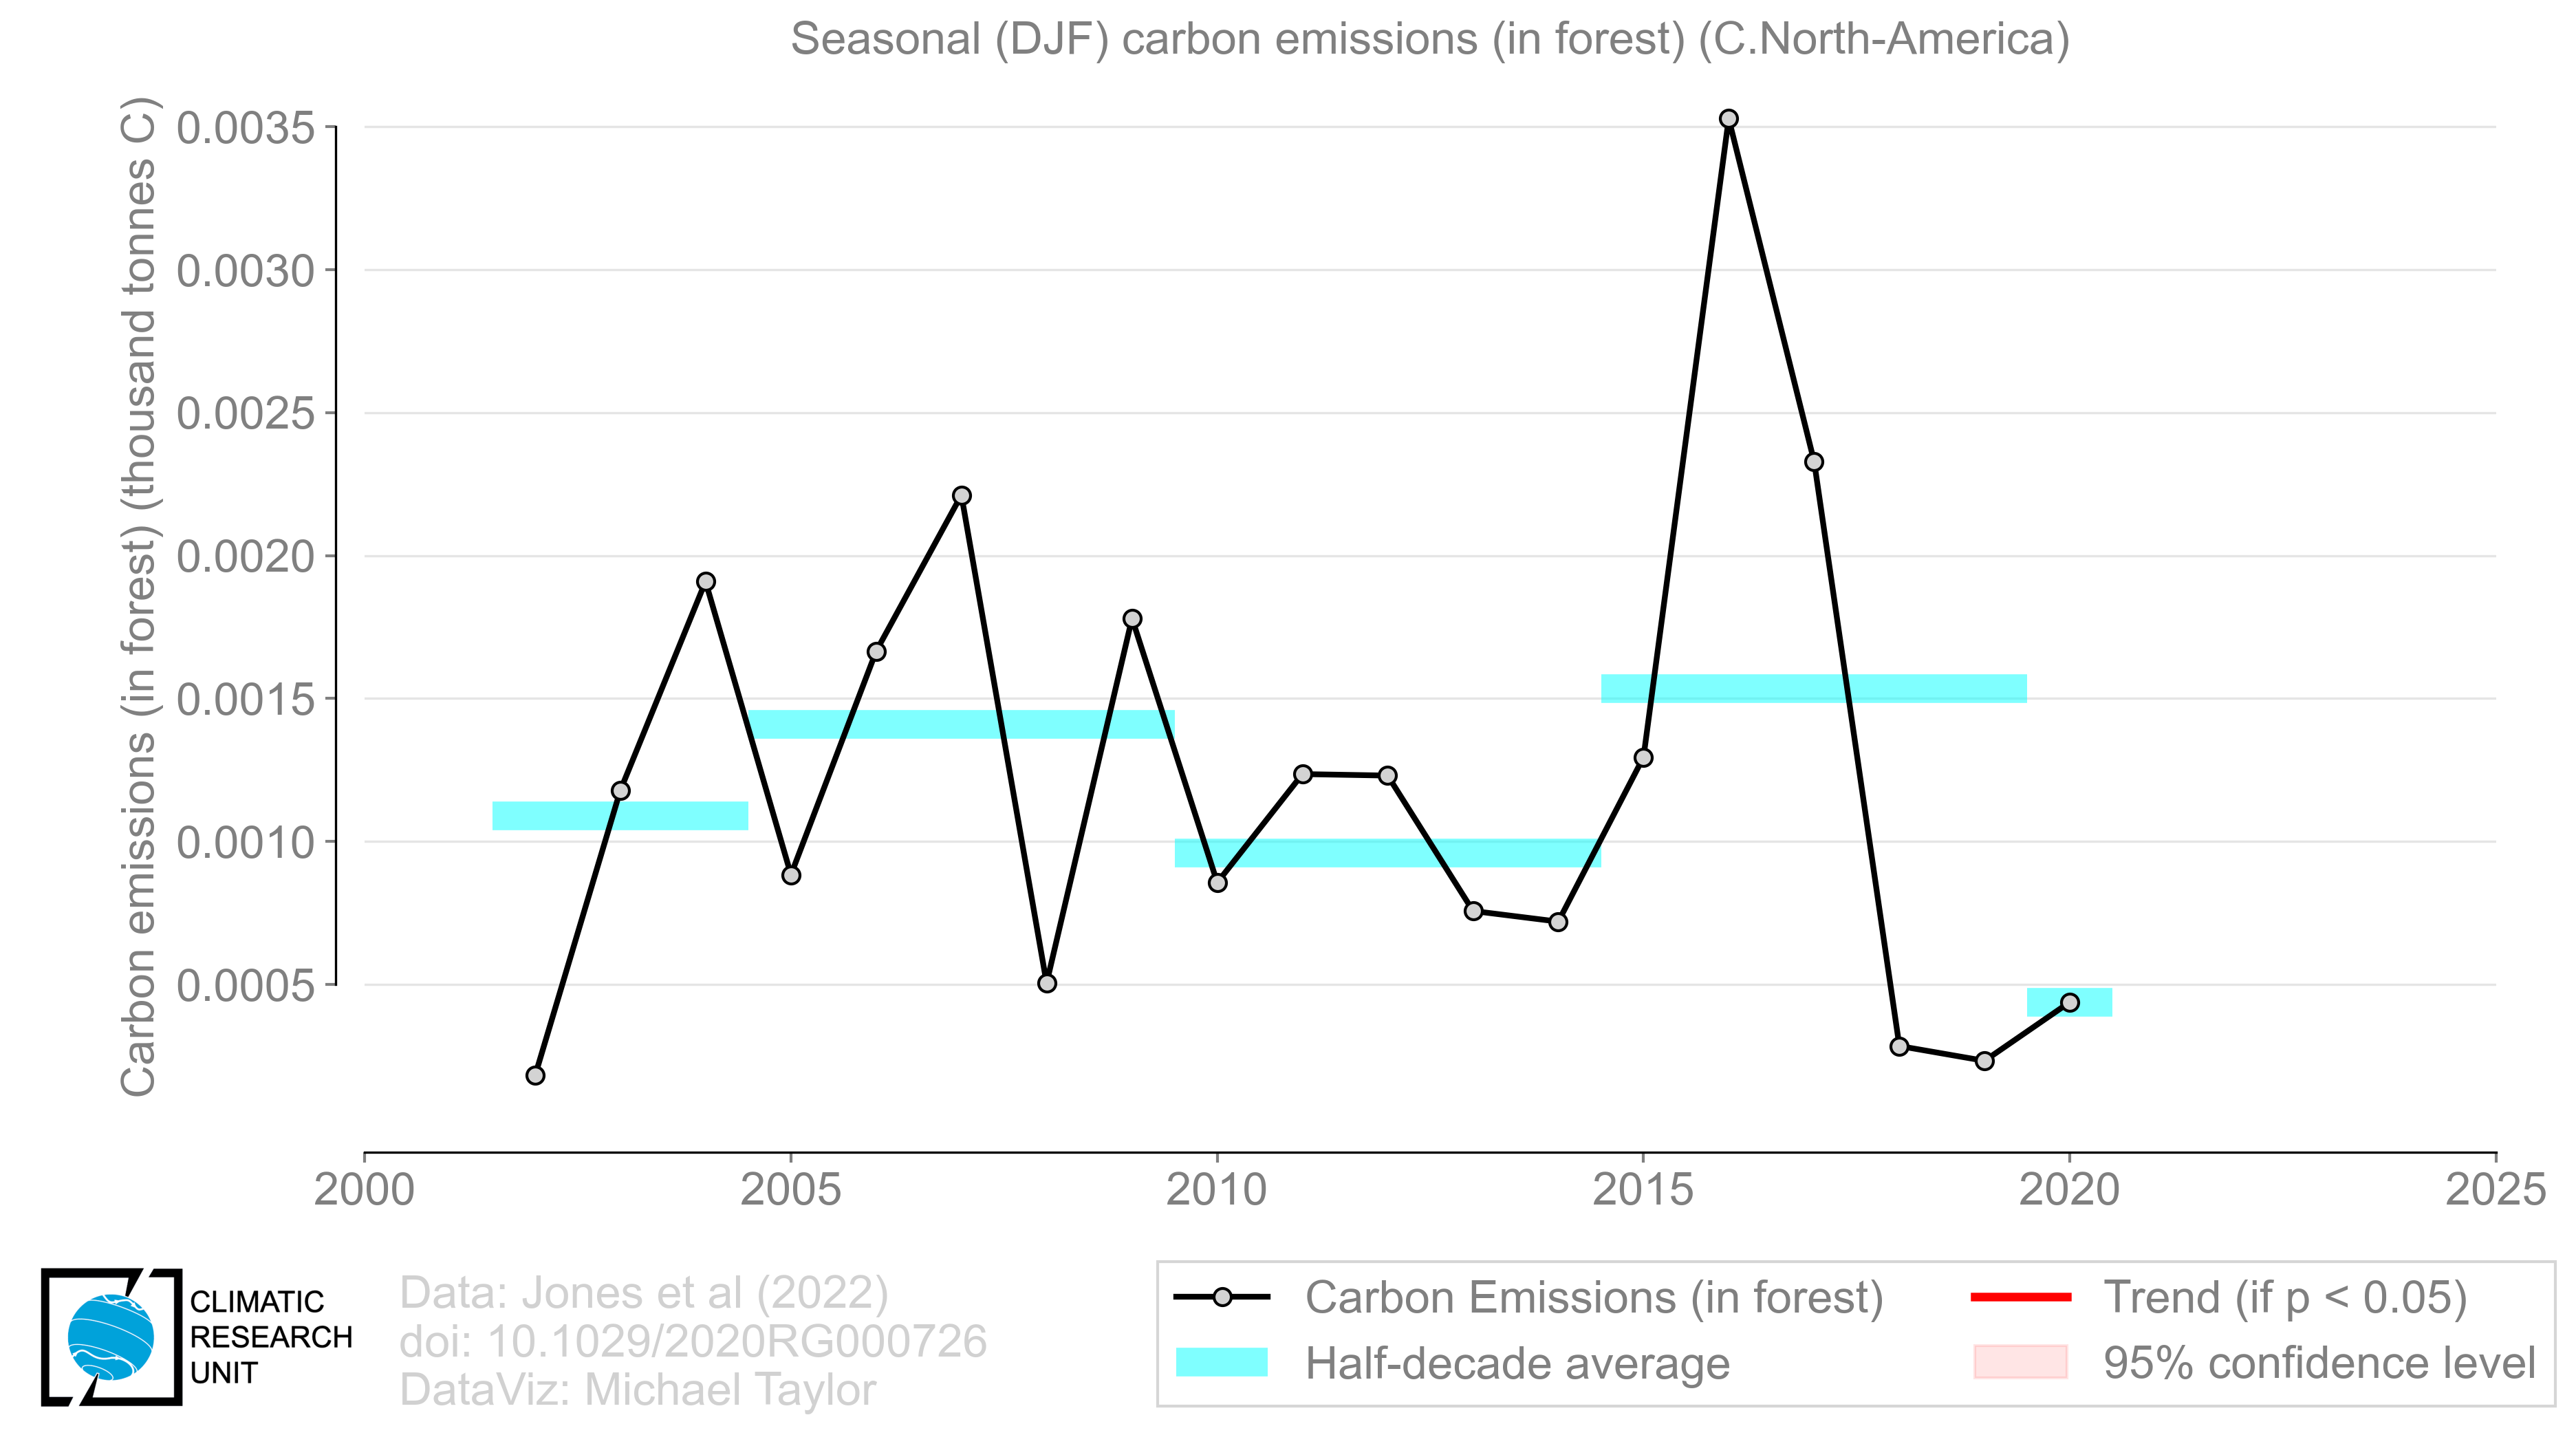 Seasonal (DJF) carbon emissions (in forest) (C.North-America)
Carbon emissions (in forest) (thousand tonnes C)
0.0035
0.0030
0.0025
0.0020
0.0015
0.0010
0.0005
2000
2005
2010
2015
2020
2025
CLIMATIC
RESEARCH
UNIT
Data: Jones et al (2022)
doi: 10.1029/2020RG000726
DataViz: Michael Taylor
Carbon Emissions (in forest)
Half-decade average
Trend (if p < 0.05)
95% confidence level